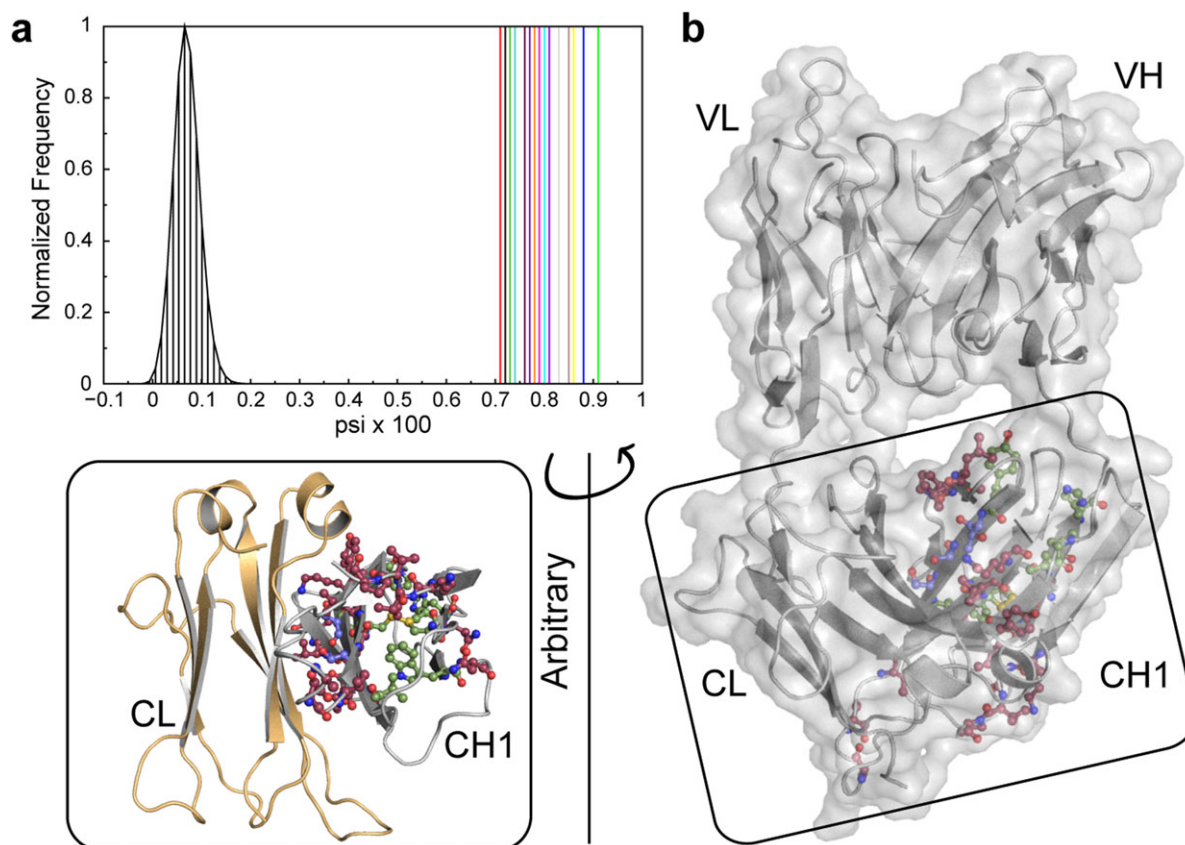 a
1
0.8
0.6
0.4
0.2
0
Normalized Frequency
−0.1 0 0.1 0.2 0.3 0.4 0.5 0.6 0.7 0.8 0.9 1
psi x 100
CL
CH1
Arbitrary
b
VL
VH
CL
CH1